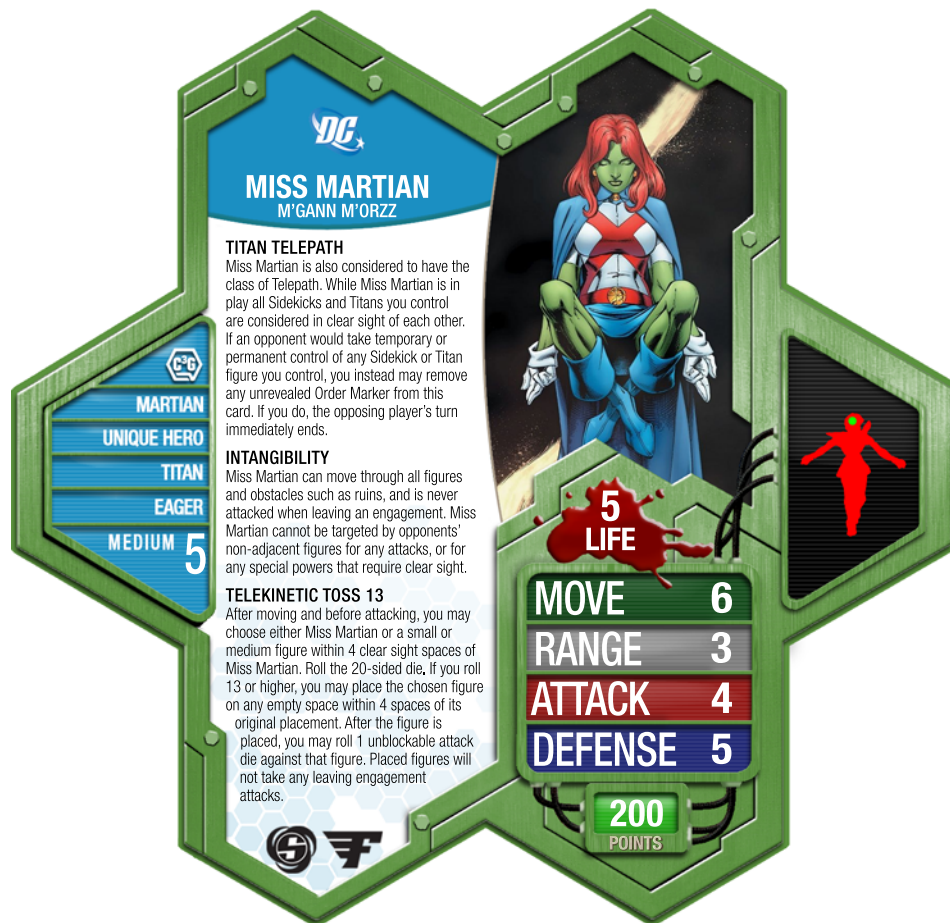 DC
MISS MARTIAN
M'GANN M'ORZZ
TITAN TELEPATH
Miss Martian is also considered to have the
class of Telepath. While Miss Martian is in
play all Sidekicks and Titans you control
are considered in clear sight of each other.
If an opponent would take temporary or
permanent control of any Sidekick or Titan
figure you control, you instead may remove
any unrevealed Order Marker from this
card. If you do, the opposing player's turn
immediately ends.
INTANGIBILITY
Miss Martian can move through all figures
and obstacles such as ruins, and is never
attacked when leaving an engagement. Miss
Martian cannot be targeted by opponents'
non-adjacent figures for any attacks, or for
any special powers that require clear sight.
TELEKINETIC TOSS 13
After moving and before attacking, you may
choose either Miss Martian or a small or
medium figure within 4 clear sight spaces of
Miss Martian. Roll the 20-sided die. If you roll
13 or higher, you may place the chosen figure
on any empty space within 4 spaces of its
original placement. After the figure is
placed, you may roll 1 unblockable attack
die against that figure. Placed figures will
not take any leaving engagement
attacks.
S F
C3G
MARTIAN
UNIQUE HERO
TITAN
EAGER
MEDIUM 5
5
LIFE
MOVE 6
RANGE 3
ATTACK 4
DEFENSE 5
200
POINTS